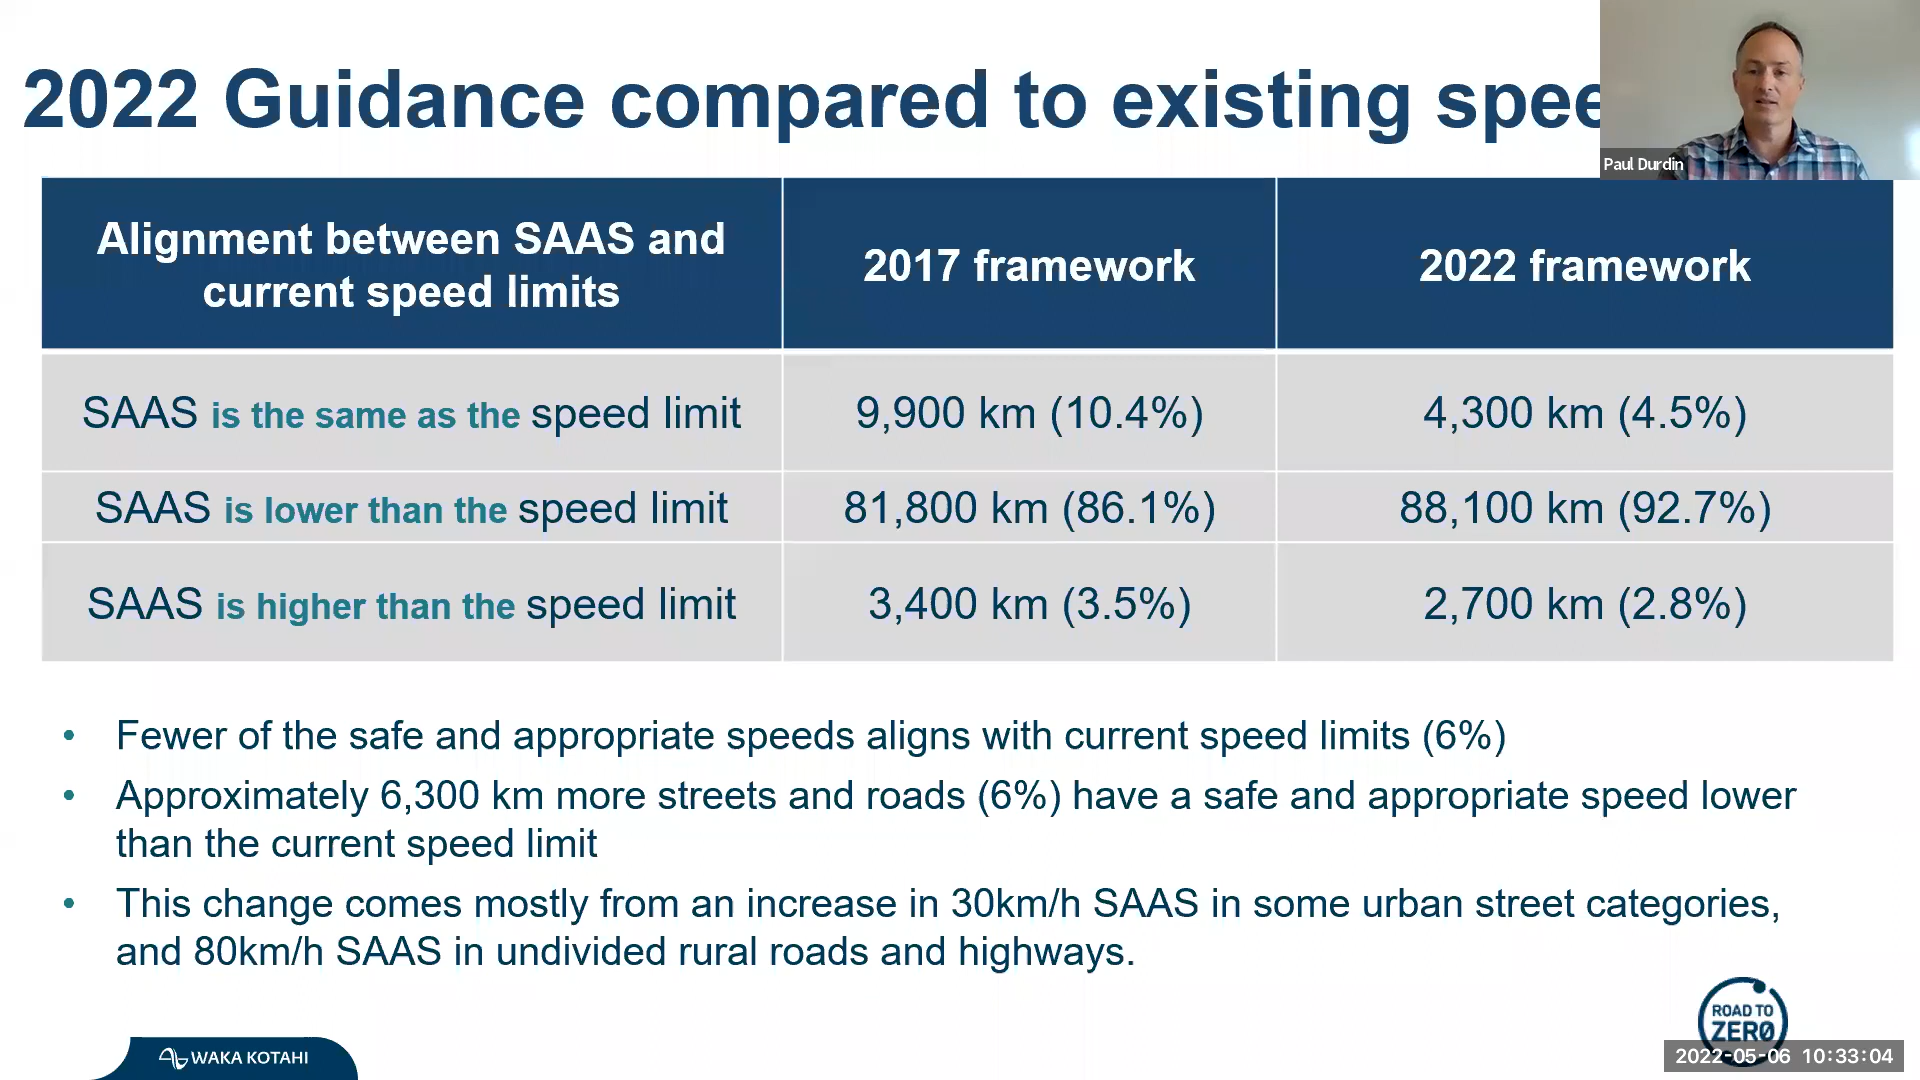 2022 Guidance compared to existing spee
Paul Durdin
Alignment between SAAS and
current speed limits
2017 framework
2022 framework
SAAS is the same as the speed limit
9,900 km (10.4%)
4,300 km (4.5%)
SAAS is lower than the speed limit
81,800 km (86.1%)
88,100 km (92.7%)
SAAS is higher than the speed limit
3,400 km (3.5%)
2,700 km (2.8%)
• Fewer of the safe and appropriate speeds aligns with current speed limits (6%)
• Approximately 6,300 km more streets and roads (6%) have a safe and appropriate speed lower
than the current speed limit
• This change comes mostly from an increase in 30km/h SAAS in some urban street categories,
and 80km/h SAAS in undivided rural roads and highways.
WAKA KOTAHI
ROAD TO
ZERO
2022-05-06 10:33:04